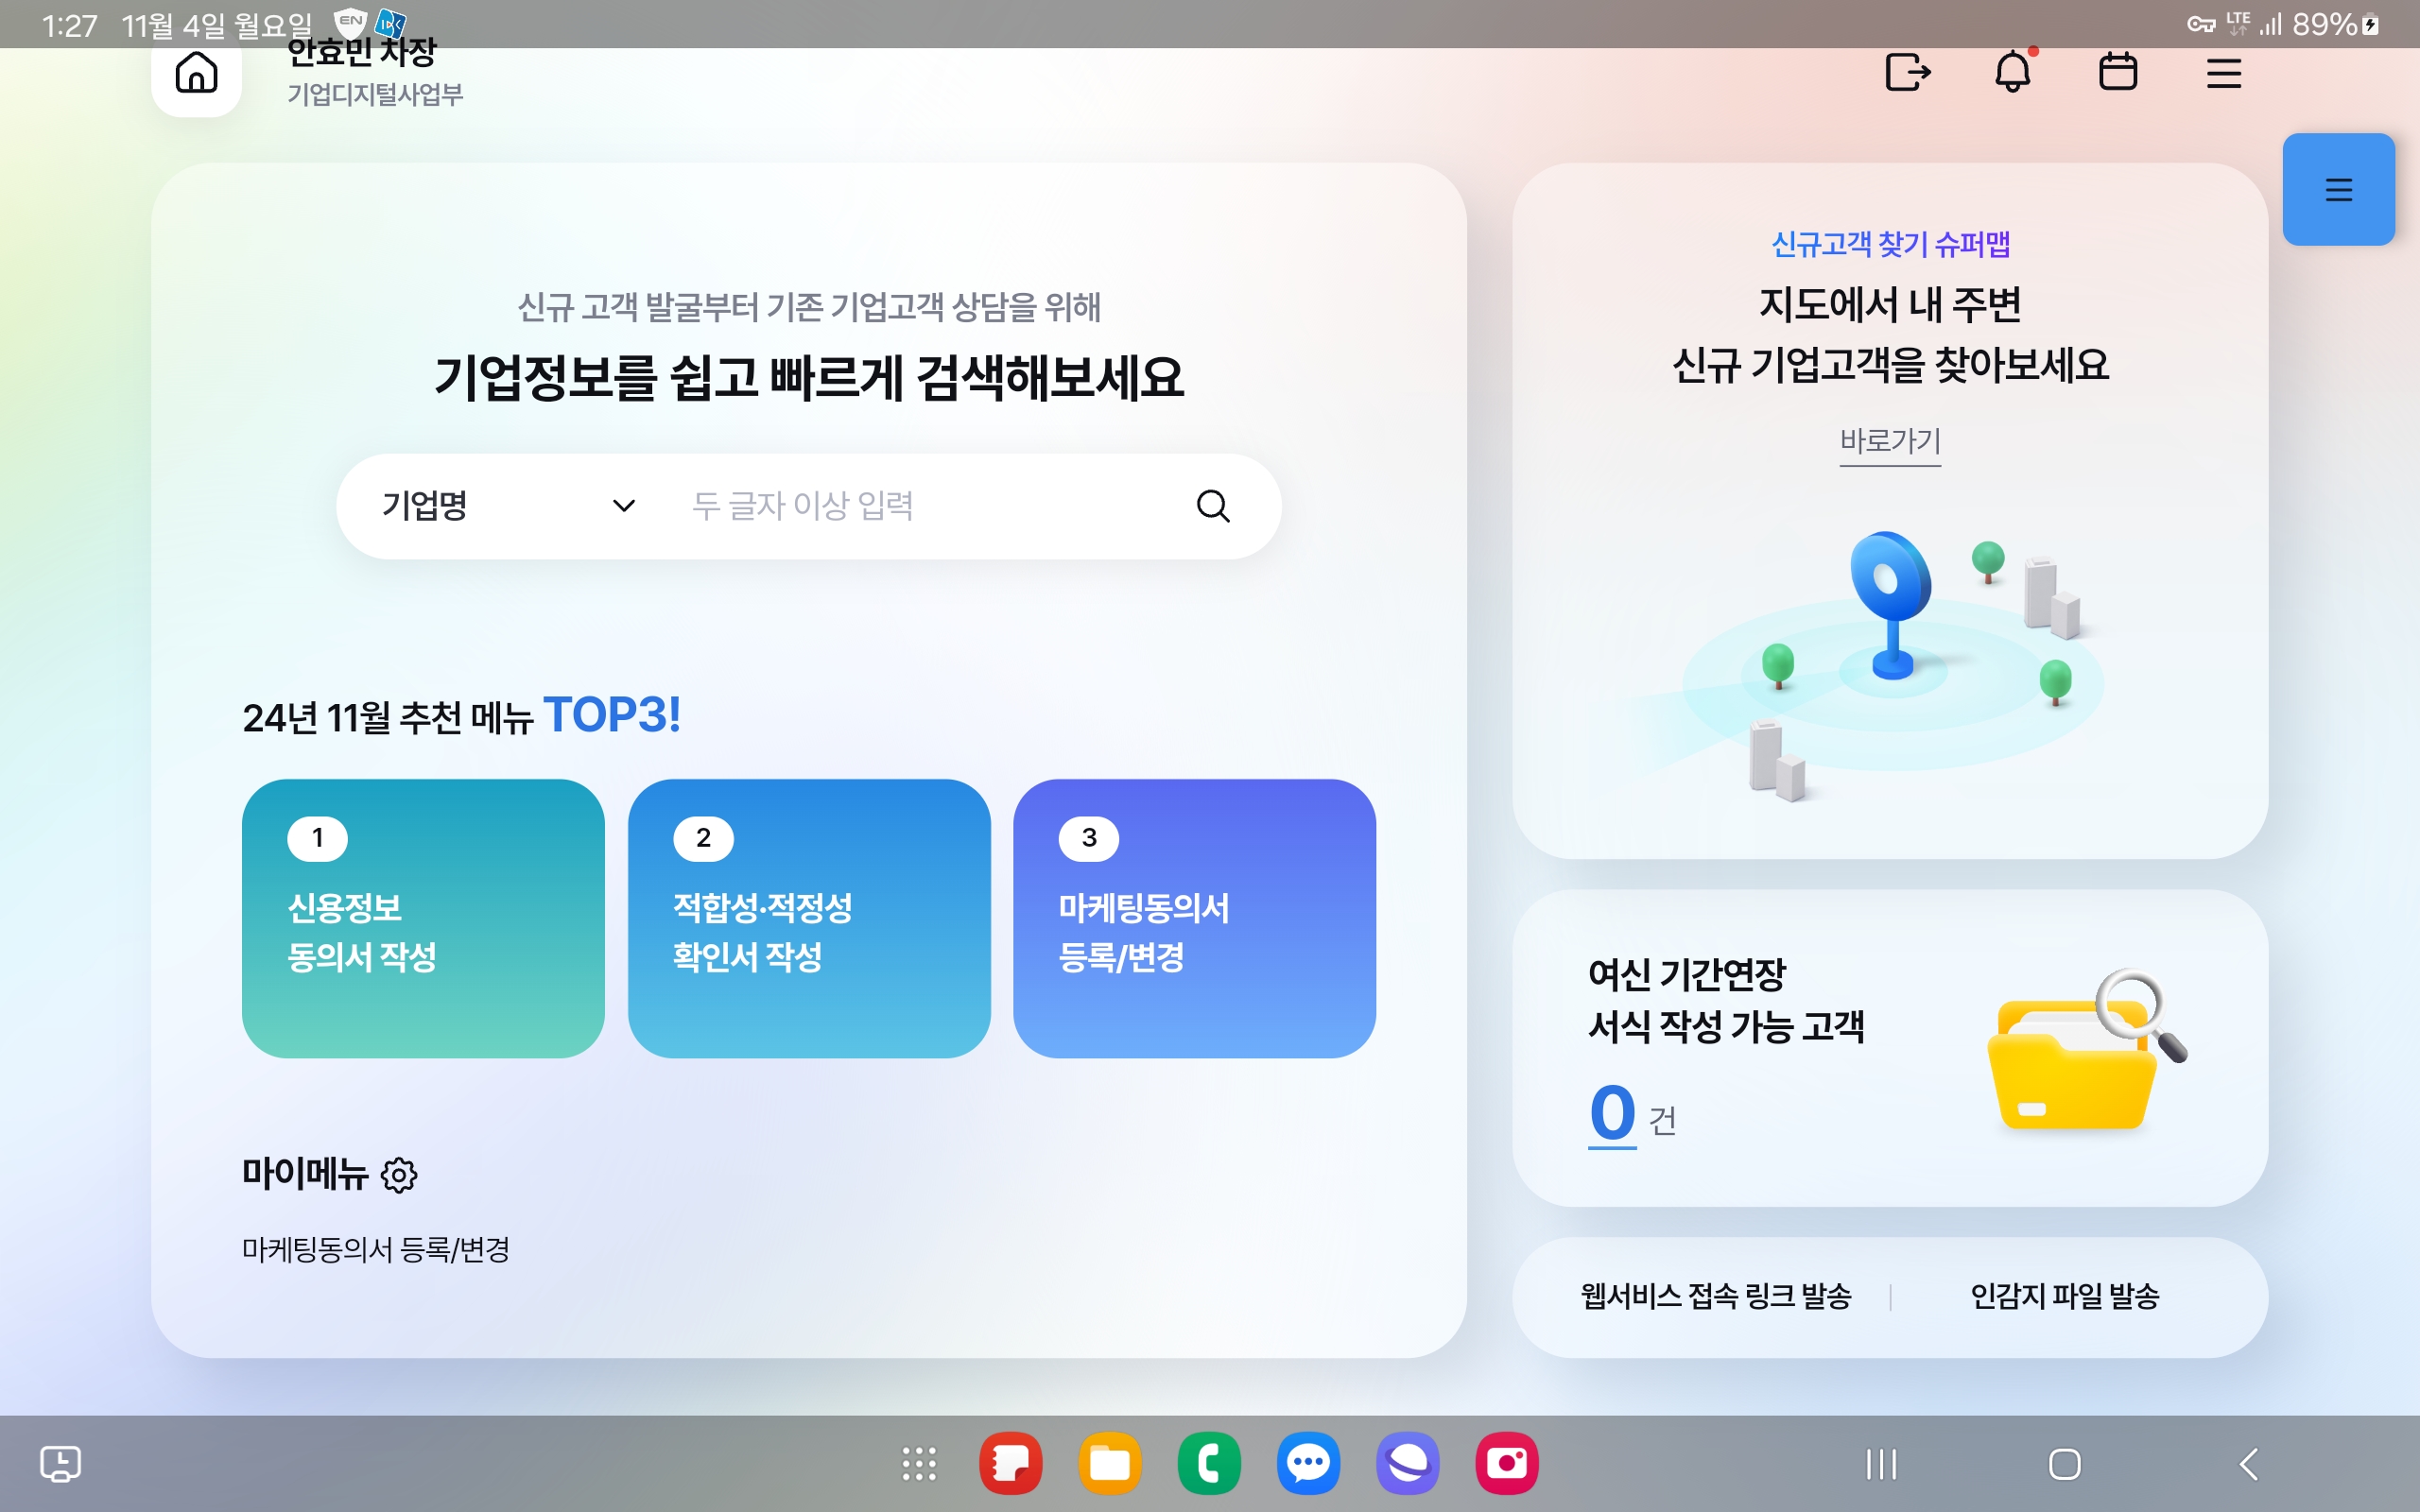 1:27 11월 4일 월요일 EN
LTE 89%
안효민 차장
기업디지털사업부
신규 고객 발굴부터 기존 기업고객 상담을 위해
기업정보를 쉽고 빠르게 검색해보세요
기업명 두 글자 이상 입력
24년 11월 추천 메뉴 TOP3!
1
신용정보
동의서 작성
2
적합성·적정성
확인서 작성
3
마케팅동의서
등록/변경
마이메뉴
마케팅동의서 등록/변경
신규고객 찾기 슈퍼맵
지도에서 내 주변
신규 기업고객을 찾아보세요
바로가기
여신 기간연장
서식 작성 가능 고객
0 건
웹서비스 접속 링크 발송
인감지 파일 발송